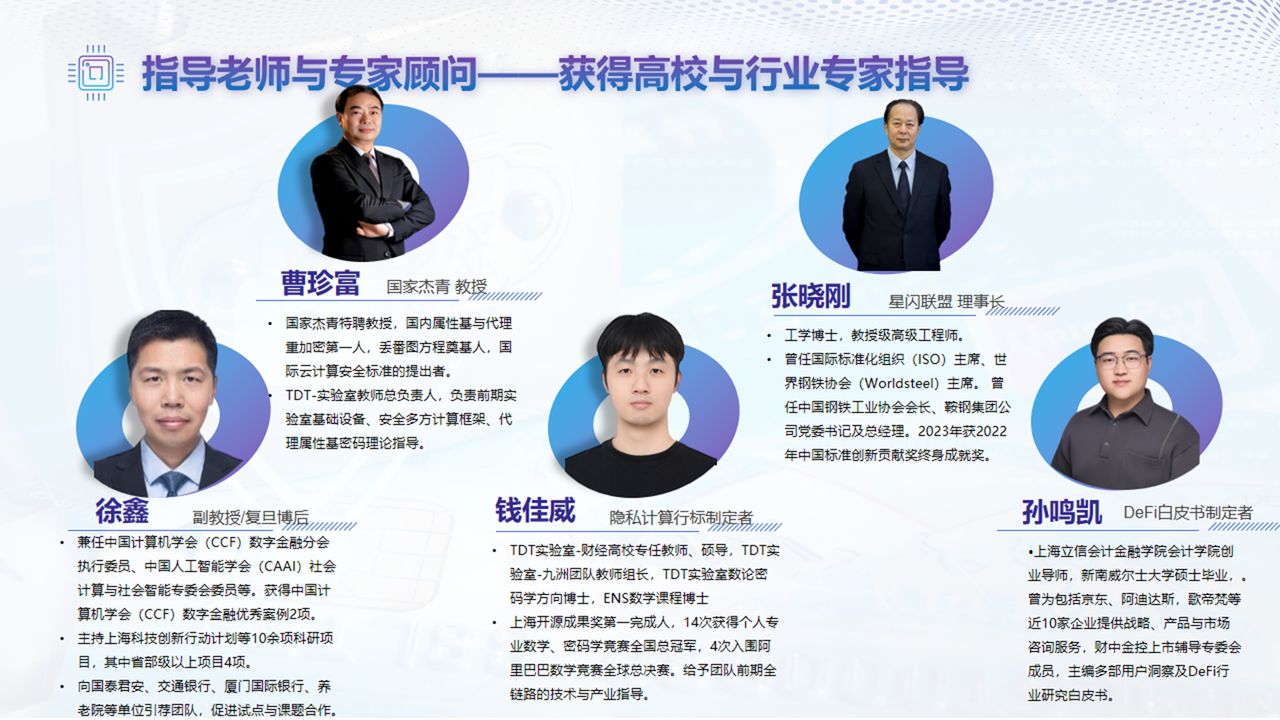 指导老师与专家顾问——获得高校与行业专家指导
曹珍富
国家杰青 教授
• 国家杰青特聘教授，国内属性基与代理
重加密第一人，丢番图方程奠基人，国
际云计算安全标准的提出者。
• TDT-实验室教师总负责人，负责前期实
验室基础设备、安全多方计算框架、代
理属性基密码理论指导。
张晓刚
星闪联盟 理事长
• 工学博士，教授级高级工程师。
• 曾任国际标准化组织（ISO）主席、世
界钢铁协会（Worldsteel）主席。 曾
任中国钢铁工业协会会长、鞍钢集团公
司党委书记及总经理。2023年获2022
年中国标准创新贡献奖终身成就奖。
徐鑫
副教授/复旦博后
• 兼任中国计算机学会（CCF）数字金融分会
执行委员、中国人工智能学会（CAAI）社会
计算与社会智能专委会委员等。获得中国计
算机学会（CCF）数字金融优秀案例2项。
• 主持上海科技创新行动计划等10余项科研项
目，其中省部级以上项目4项。
• 向国泰君安、交通银行、厦门国际银行、养
老院等单位引荐团队，促进试点与课题合作。
钱佳威
隐私计算行标制定者
• TDT实验室-财经高校专任教师、硕导，TDT实
验室-九洲团队教师组长，TDT实验室数论密
码学方向博士，ENS数学课程博士
• 上海开源成果奖第一完成人，14次获得个人专
业数学、密码学竞赛全国总冠军，4次入围阿
里巴巴数学竞赛全球总决赛。给予团队前期全
链路的技术与产业指导。
孙鸣凯
DeFi白皮书制定者
•上海立信会计金融学院会计学院创
业导师，新南威尔士大学硕士毕业，。
曾为包括京东、阿迪达斯，歌帝梵等
近10家企业提供战略、产品与市场
咨询服务，财中金控上市辅导专委会
成员，主编多部用户洞察及DeFi行
业研究白皮书。